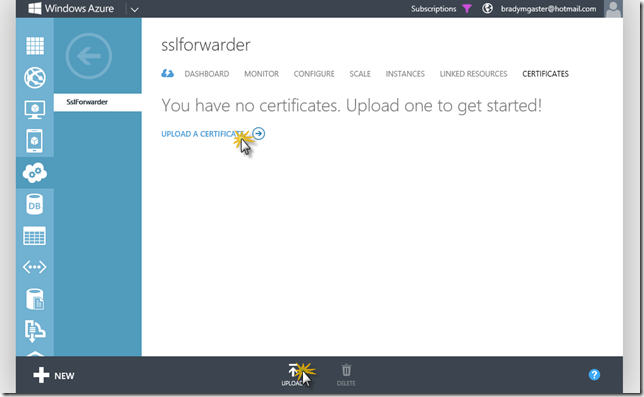 Windows Azure
Subscriptions bradymgaster@hotmail.com
sslforwarder
DASHBOARD MONITOR CONFIGURE SCALE INSTANCES LINKED RESOURCES CERTIFICATES
SslForwarder
You have no certificates. Upload one to get started!
UPLOAD A CERTIFICATE
DB
NEW
UPLOAD
DELETE
?